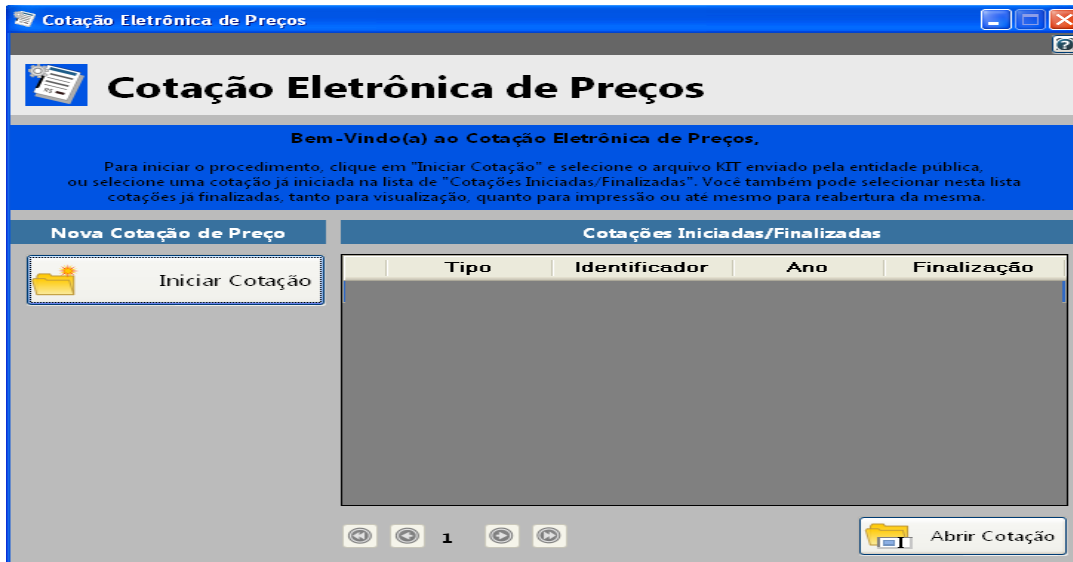 Cotação Eletrônica de Preços
Cotação Eletrônica de Preços
Bem-Vindo(a) ao Cotação Eletrônica de Preços,
Para iniciar o procedimento, clique em "Iniciar Cotação" e selecione o arquivo KIT enviado pela entidade pública,
ou selecione uma cotação já iniciada na lista de "Cotações Iniciadas/Finalizadas". Você também pode selecionar nesta lista
cotações já finalizadas, tanto para visualização, quanto para impressão ou até mesmo para reabertura da mesma.
Nova Cotação de Preço
Cotações Iniciadas/Finalizadas
Iniciar Cotação
Tipo Identificador Ano Finalização
1
Abrir Cotação